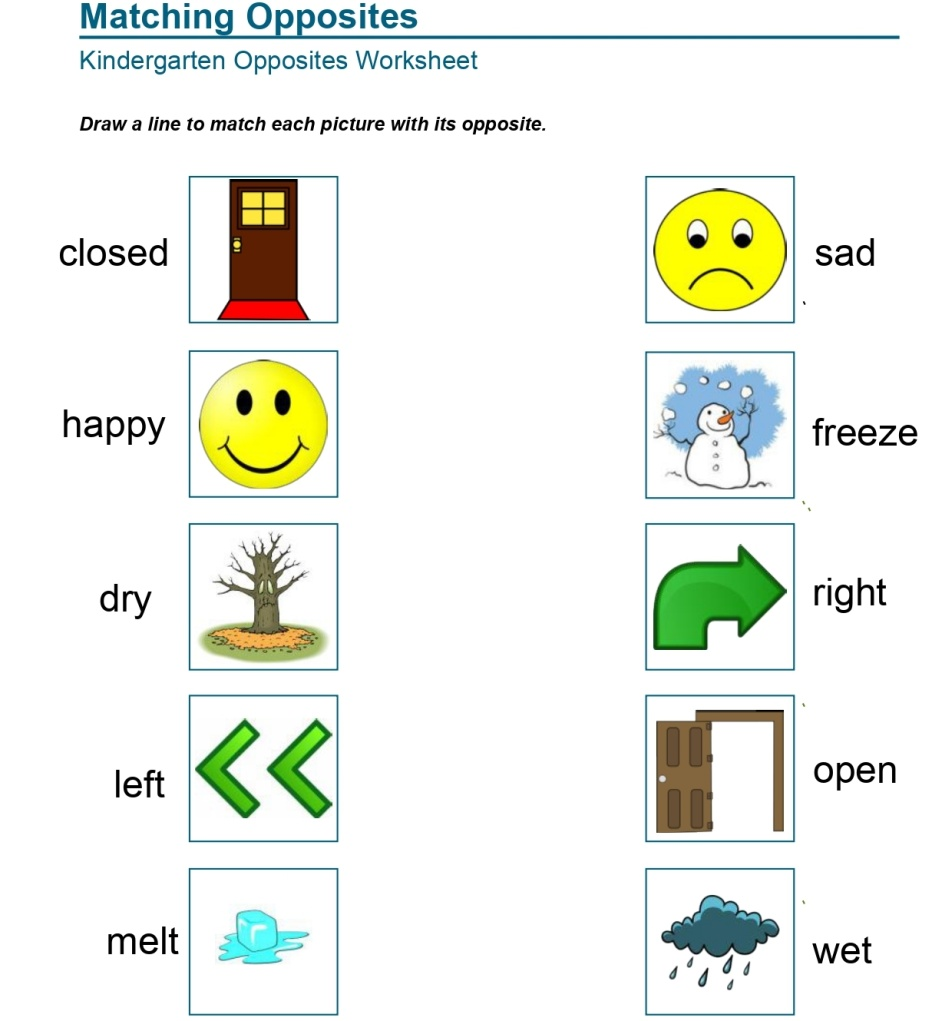 Matching Opposites
Kindergarten Opposites Worksheet
Draw a line to match each picture with its opposite.
closed
sad
happy
freeze
dry
right
left
open
melt
wet